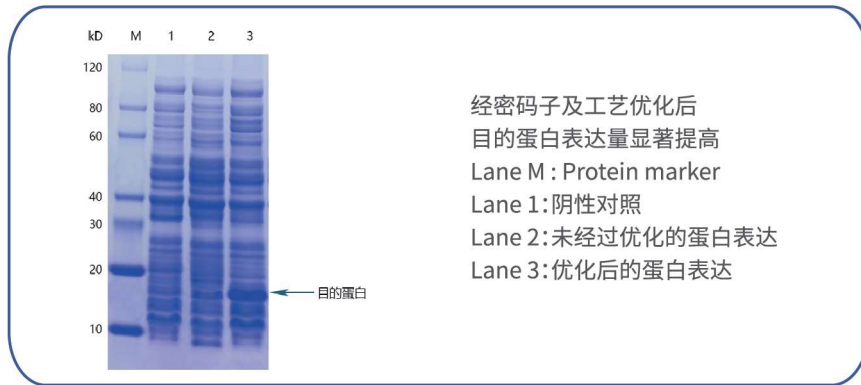 kD M 1 2 3
120
80
60
40
30
20
10
目的蛋白
经密码子及工艺优化后
目的蛋白表达量显著提高
Lane M : Protein marker
Lane 1：阴性对照
Lane 2：未经过优化的蛋白表达
Lane 3：优化后的蛋白表达